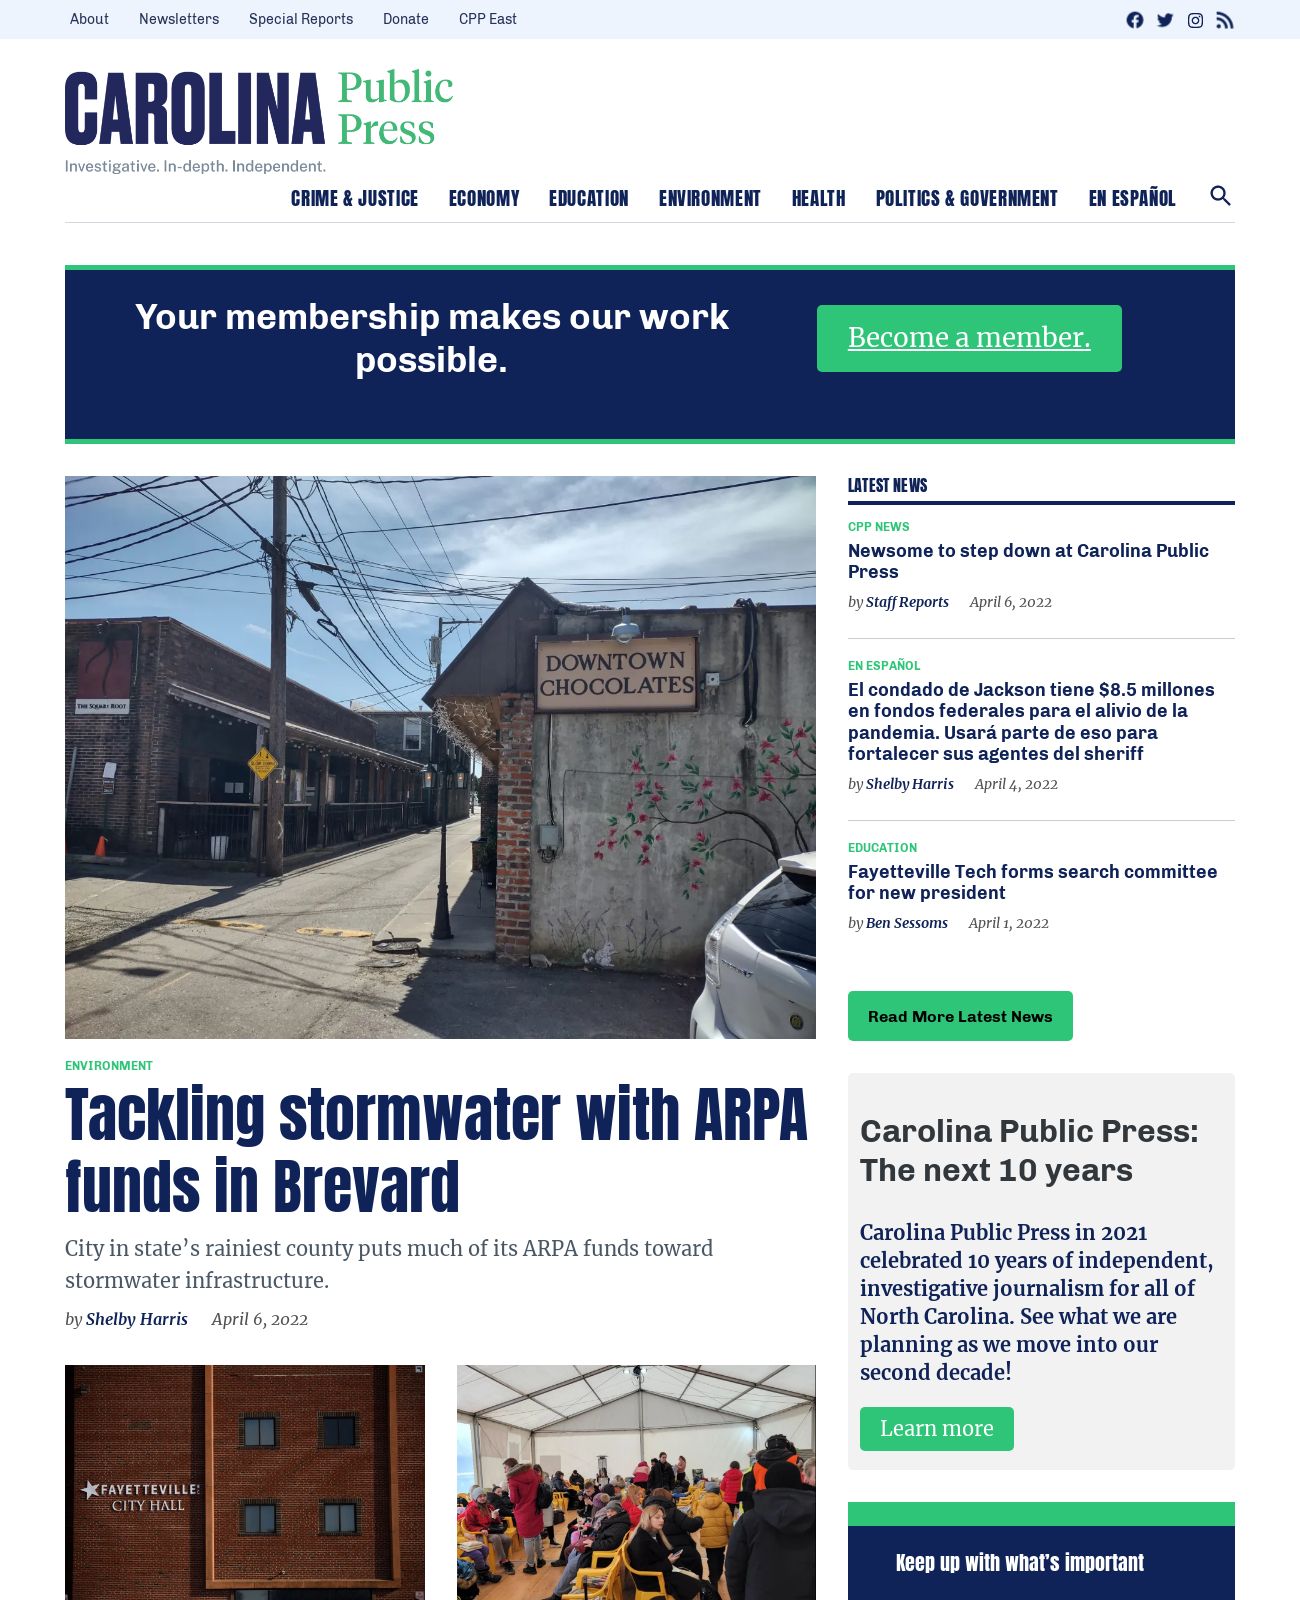 About Newsletters Special Reports Donate CPP East
CAROLINA Public Press
Investigative. In-depth. Independent.
CRIME & JUSTICE ECONOMY EDUCATION ENVIRONMENT HEALTH POLITICS & GOVERNMENT EN ESPAÑOL
Your membership makes our work
possible.
Become a member.
THE SQUARE ROOT
DOWNTOWN
CHOCOLATES
ENVIRONMENT
Tackling stormwater with ARPA
funds in Brevard
City in state’s rainiest county puts much of its ARPA funds toward
stormwater infrastructure.
by Shelby Harris April 6, 2022
FAYETTEVILLE
CITY HALL
LATEST NEWS
CPP NEWS
Newsome to step down at Carolina Public
Press
by Staff Reports April 6, 2022
EN ESPAÑOL
El condado de Jackson tiene $8.5 millones
en fondos federales para el alivio de la
pandemia. Usará parte de eso para
fortalecer sus agentes del sheriff
by Shelby Harris April 4, 2022
EDUCATION
Fayetteville Tech forms search committee
for new president
by Ben Sessoms April 1, 2022
Read More Latest News
Carolina Public Press:
The next 10 years
Carolina Public Press in 2021
celebrated 10 years of independent,
investigative journalism for all of
North Carolina. See what we are
planning as we move into our
second decade!
Learn more
Keep up with what’s important